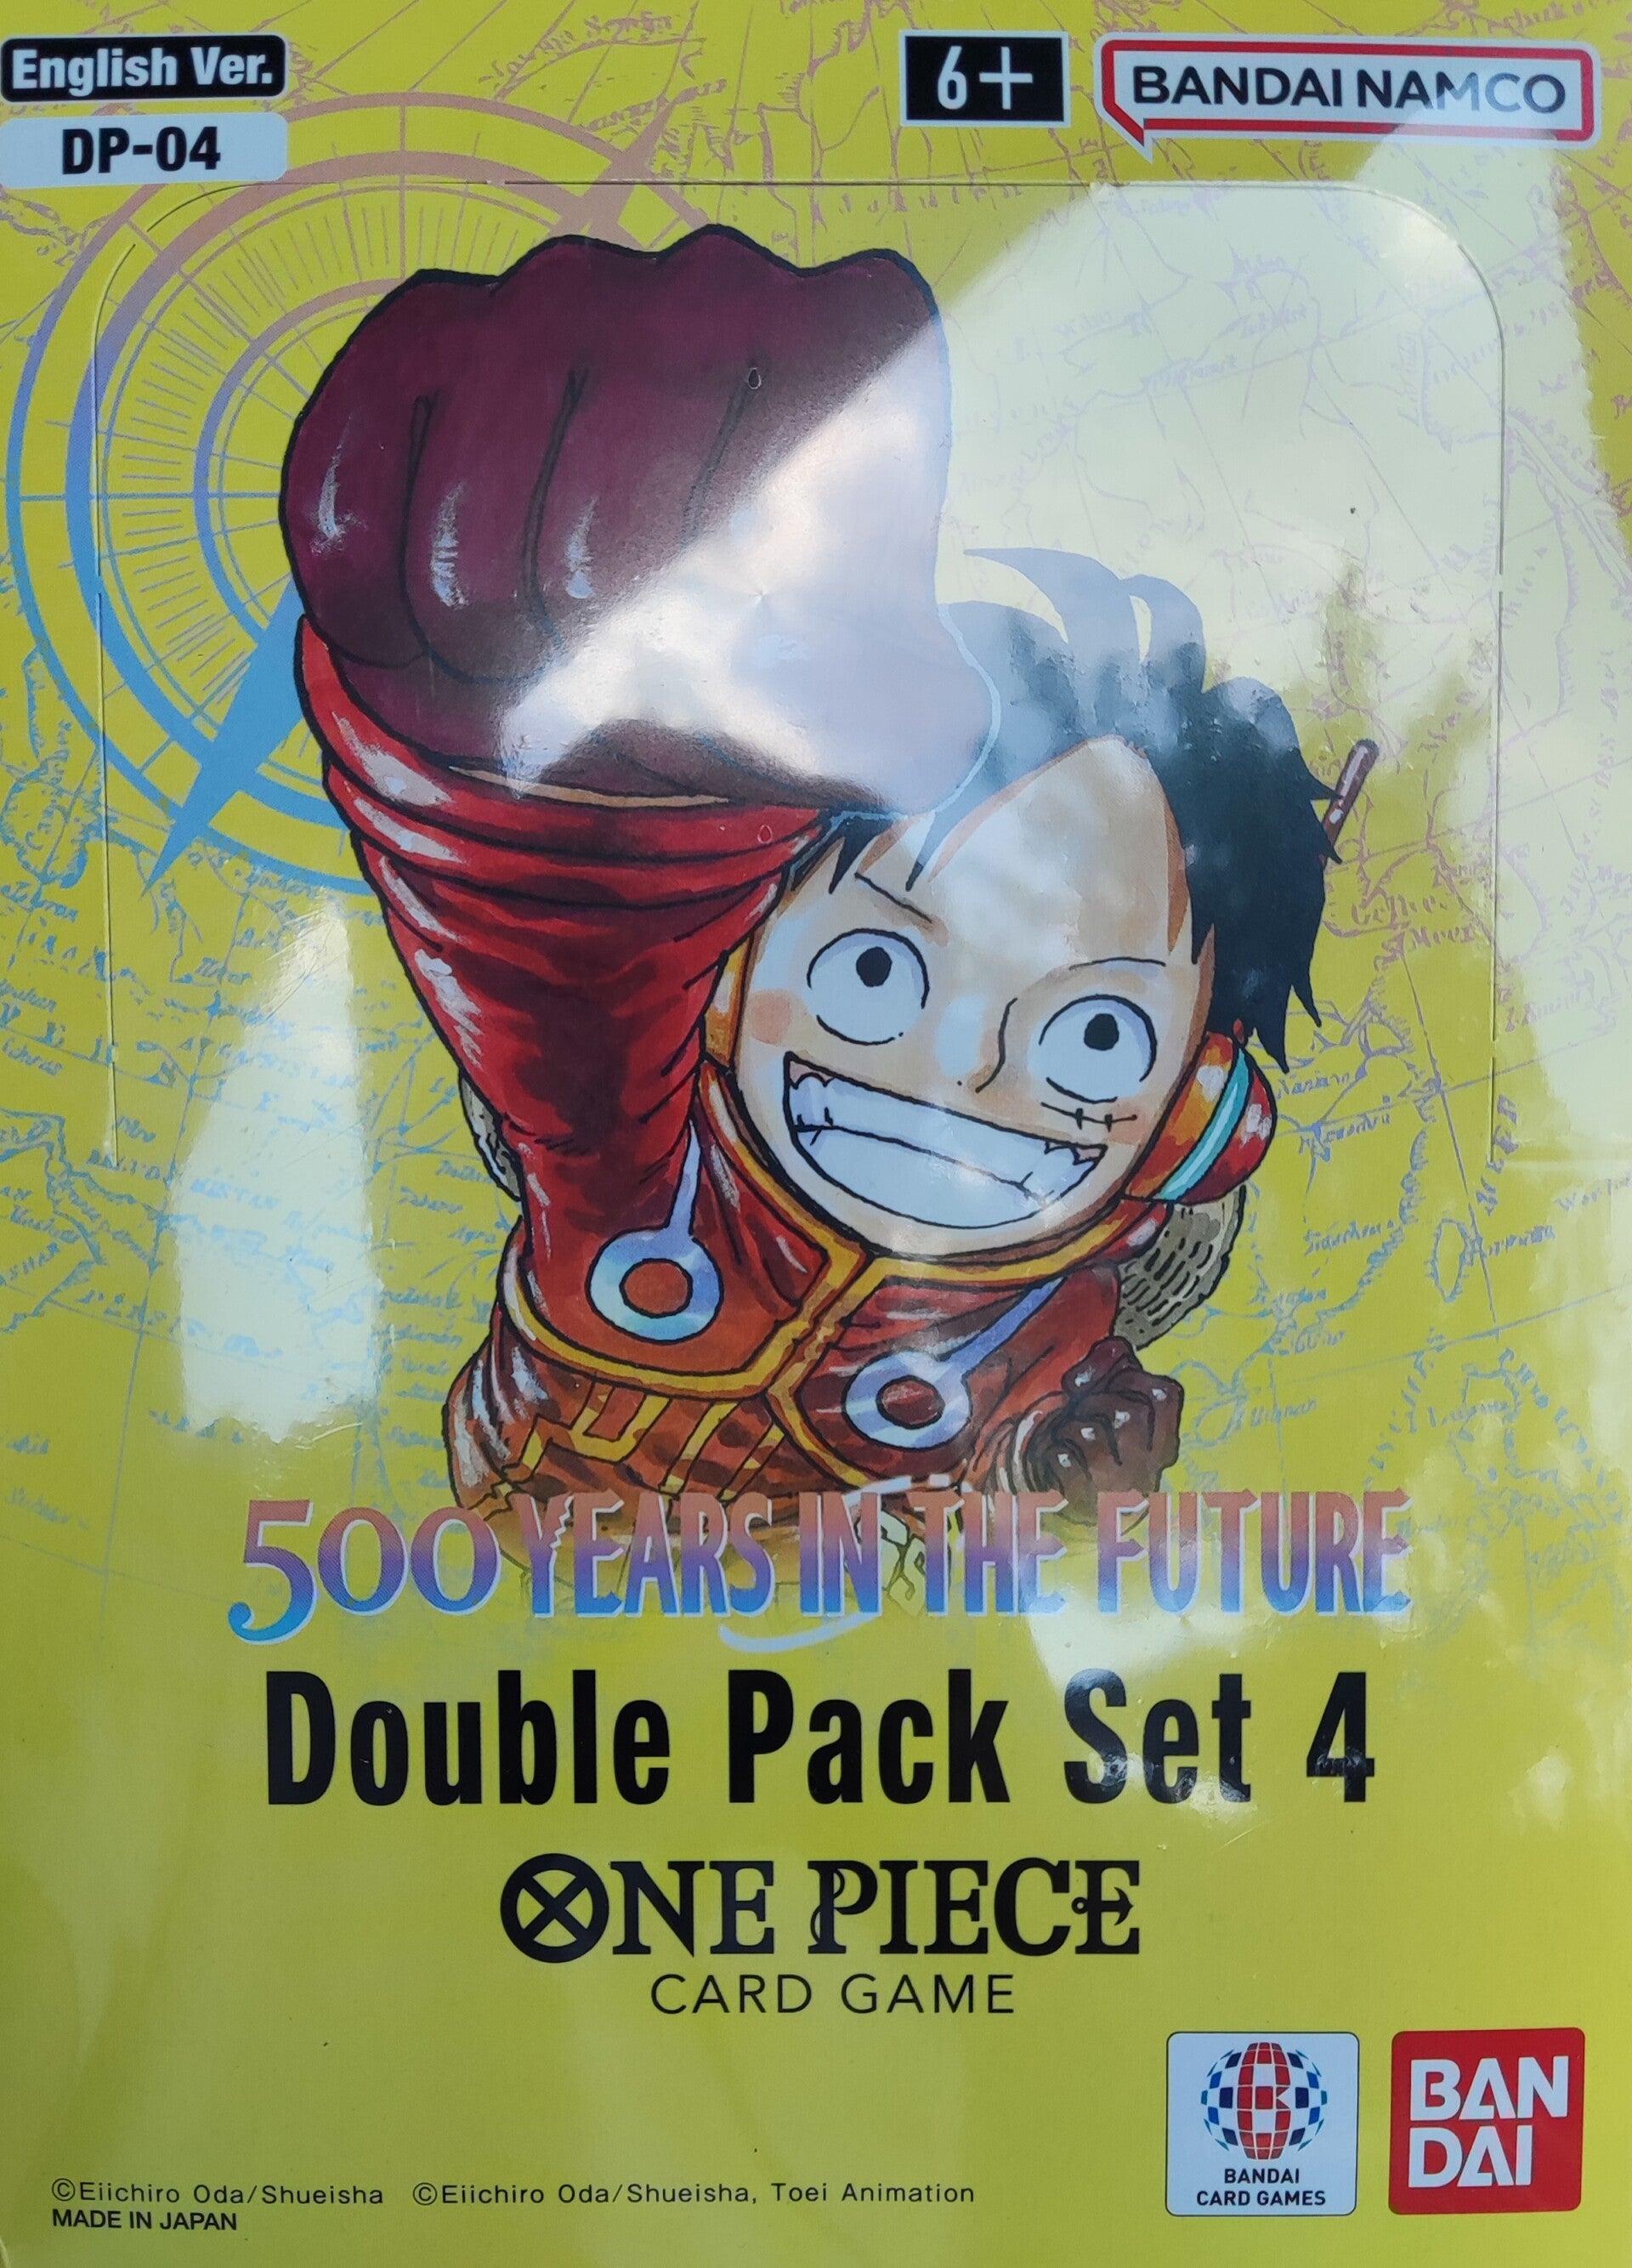 English Ver.
DP-04
6+
BANDAI NAMCO
500 YEARS IN THE FUTURE
Double Pack Set 4
ONE PIECE
CARD GAME
BANDAI
CARD GAMES
BAN
DAI
©Eiichiro Oda/Shueisha ©Eiichiro Oda/Shueisha, Toei Animation
MADE IN JAPAN